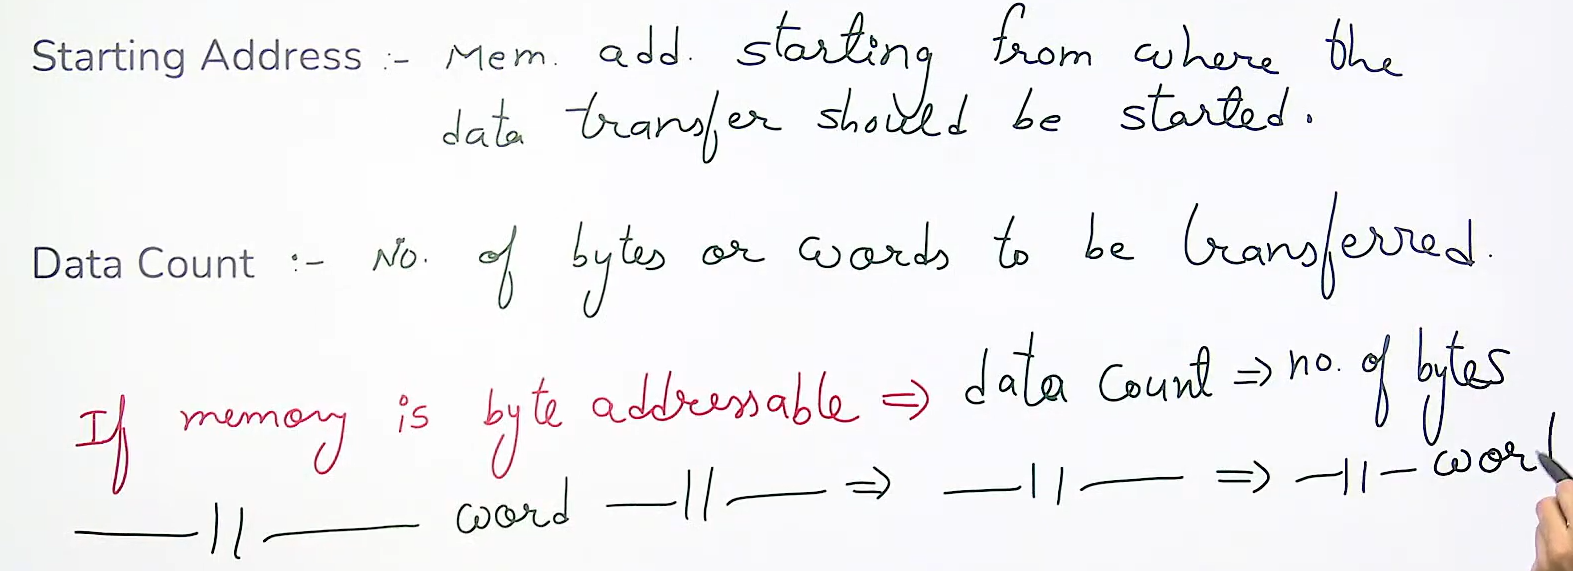 Starting Address :- Mem. add. starting from where the
data transfer should be started.
Data Count :- No. of bytes or words to be transferred.
If memory is byte addressable ⇒ data count ⇒ no. of bytes
—||— word —||— ⇒ —||— ⇒ —||— word